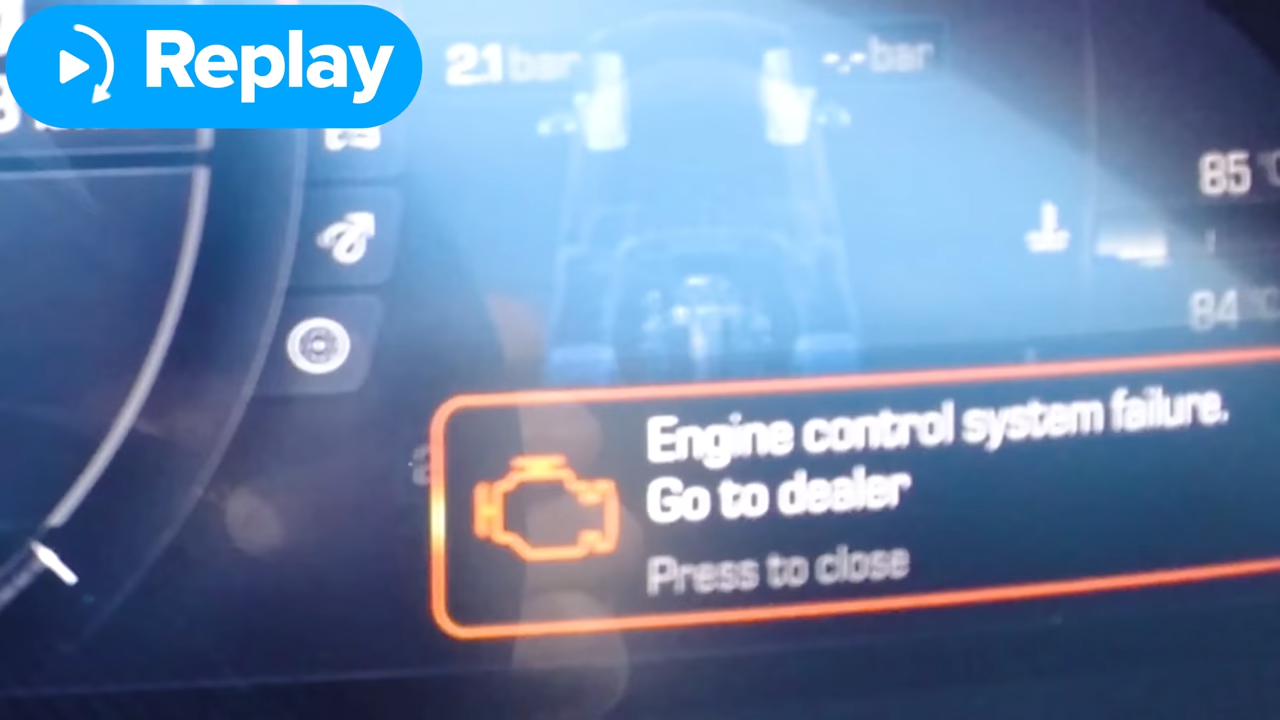 Replay
2.1 bar
-.- bar
85 °C
84 °C
Engine control system failure.
Go to dealer
Press to close